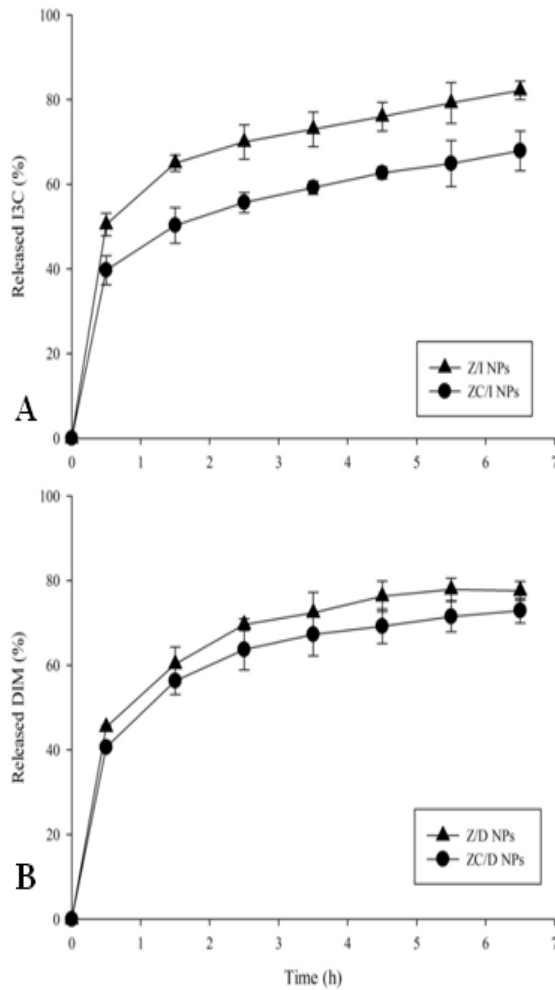 100
80
60
40
20
0
Released I3C (%)
A
Z/I NPs
ZC/I NPs
0 1 2 3 4 5 6 7
100
80
60
40
20
0
Released DIM (%)
B
Z/D NPs
ZC/D NPs
0 1 2 3 4 5 6 7
Time (h)